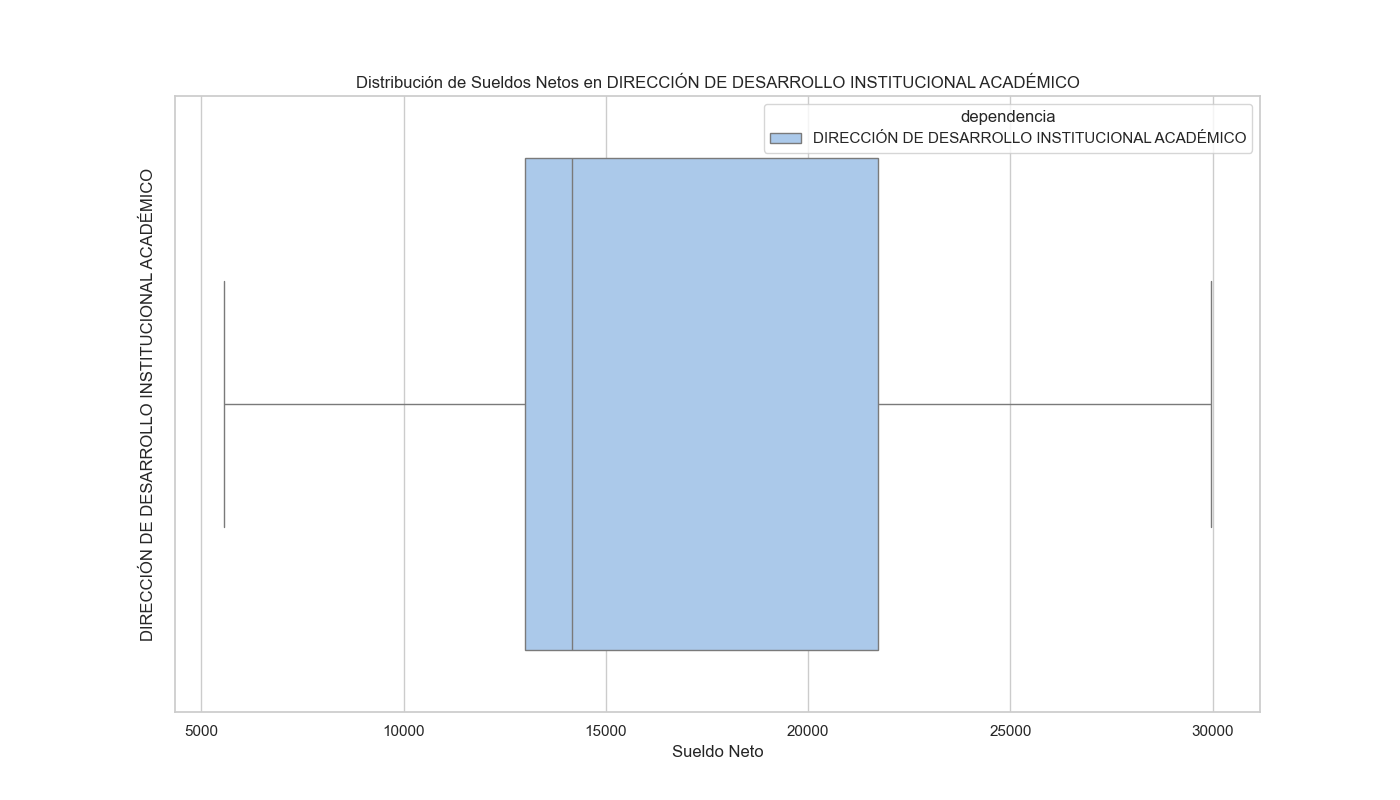 Distribución de Sueldos Netos en DIRECCIÓN DE DESARROLLO INSTITUCIONAL ACADÉMICO
dependencia
DIRECCIÓN DE DESARROLLO INSTITUCIONAL ACADÉMICO
DIRECCIÓN DE DESARROLLO INSTITUCIONAL ACADÉMICO
5000 10000 15000 20000 25000 30000
Sueldo Neto